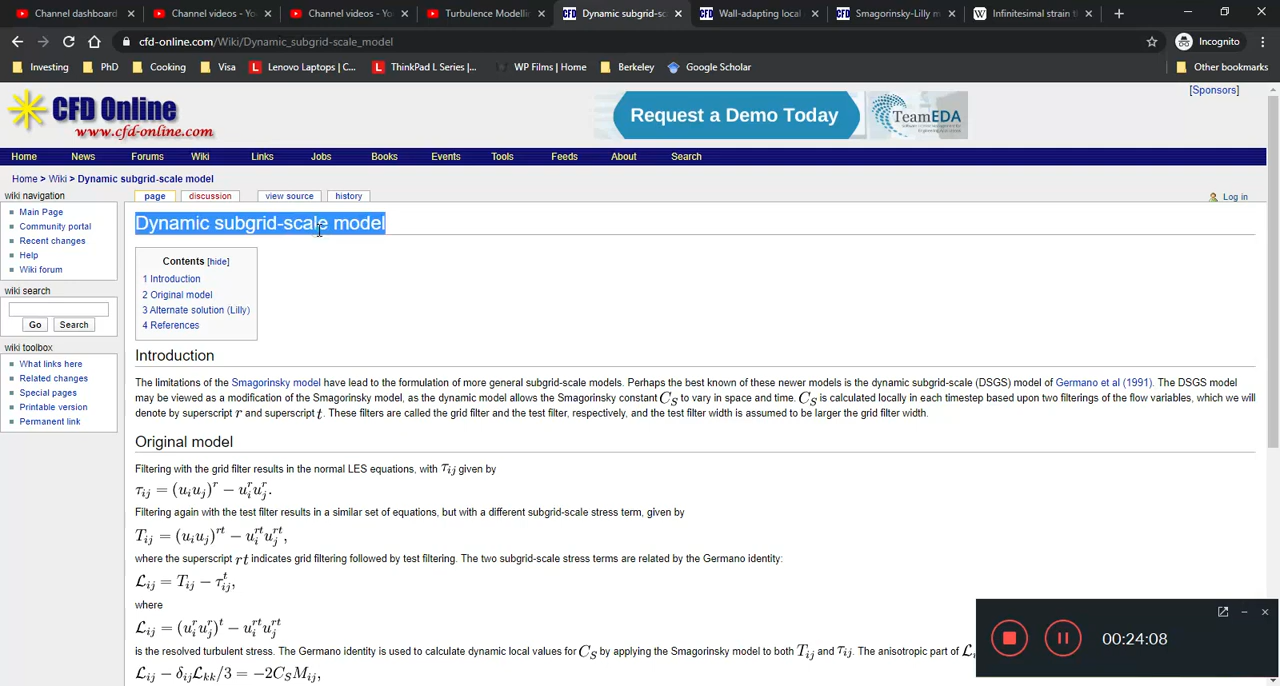 Channel dashboard
Channel videos - Yo
Channel videos - Yo
Turbulence Modelli
Dynamic subgrid-sc
Wall-adapting local
Smagorinsky-Lilly m
Infinitesimal strain th
cfd-online.com/Wiki/Dynamic_subgrid-scale_model
Incognito
Investing
PhD
Cooking
Visa
Lenovo Laptops | C...
ThinkPad L Series |...
WP Films | Home
Berkeley
Google Scholar
Other bookmarks
CFD Online
www.cfd-online.com
Request a Demo Today
TeamEDA
[Sponsors]
Home News Forums Wiki Links Jobs Books Events Tools Feeds About Search
Home > Wiki > Dynamic subgrid-scale model
wiki navigation
Main Page
Community portal
Recent changes
Help
Wiki forum
wiki search
Go Search
wiki toolbox
What links here
Related changes
Special pages
Printable version
Permanent link
page discussion view source history
Log in
Dynamic subgrid-scale model
Contents [hide]
1 Introduction
2 Original model
3 Alternate solution (Lilly)
4 References
Introduction
The limitations of the Smagorinsky model have lead to the formulation of more general subgrid-scale models. Perhaps the best known of these newer models is the dynamic subgrid-scale (DSGS) model of Germano et al (1991). The DSGS model
may be viewed as a modification of the Smagorinsky model, as the dynamic model allows the Smagorinsky constant C_S to vary in space and time. C_S is calculated locally in each timestep based upon two filterings of the flow variables, which we will
denote by superscript r and superscript t. These filters are called the grid filter and the test filter, respectively, and the test filter width is assumed to be larger the grid filter width.
Original model
Filtering with the grid filter results in the normal LES equations, with τ_ij given by
τ_ij = (u_i u_j)^r − u_i^r u_j^r.
Filtering again with the test filter results in a similar set of equations, but with a different subgrid-scale stress term, given by
T_ij = (u_i u_j)^rt − u_i^rt u_j^rt,
where the superscript rt indicates grid filtering followed by test filtering. The two subgrid-scale stress terms are related by the Germano identity:
ℒ_ij = T_ij − τ_ij^t,
where
ℒ_ij = (u_i^r u_j^r)^t − u_i^rt u_j^rt
is the resolved turbulent stress. The Germano identity is used to calculate dynamic local values for C_S by applying the Smagorinsky model to both T_ij and τ_ij. The anisotropic part of ℒ
ℒ_ij − δ_ij ℒ_kk/3 = −2C_S M_ij,
00:24:08